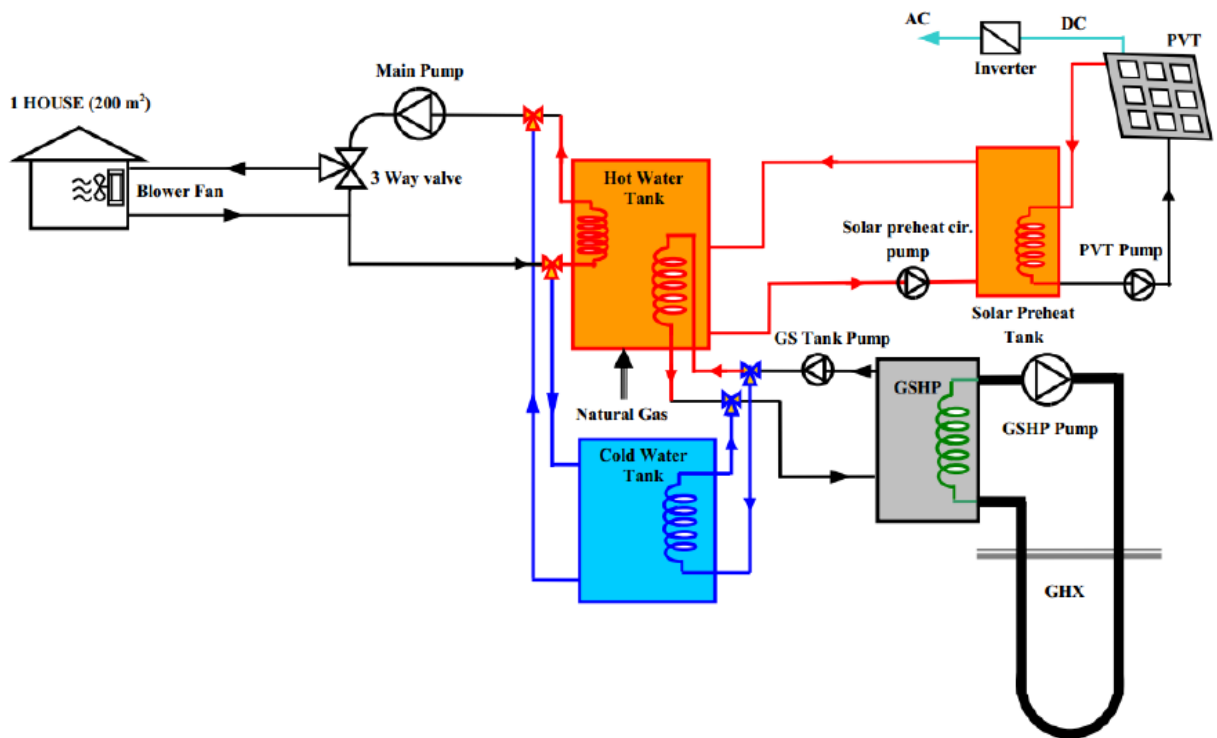 AC
DC
PVT
Inverter
Main Pump
1 HOUSE (200 m²)
3 Way valve
Blower Fan
Hot Water
Tank
Solar preheat cir.
pump
PVT Pump
Solar Preheat
Tank
GS Tank Pump
GSHP
GSHP Pump
Natural Gas
Cold Water
Tank
GHX